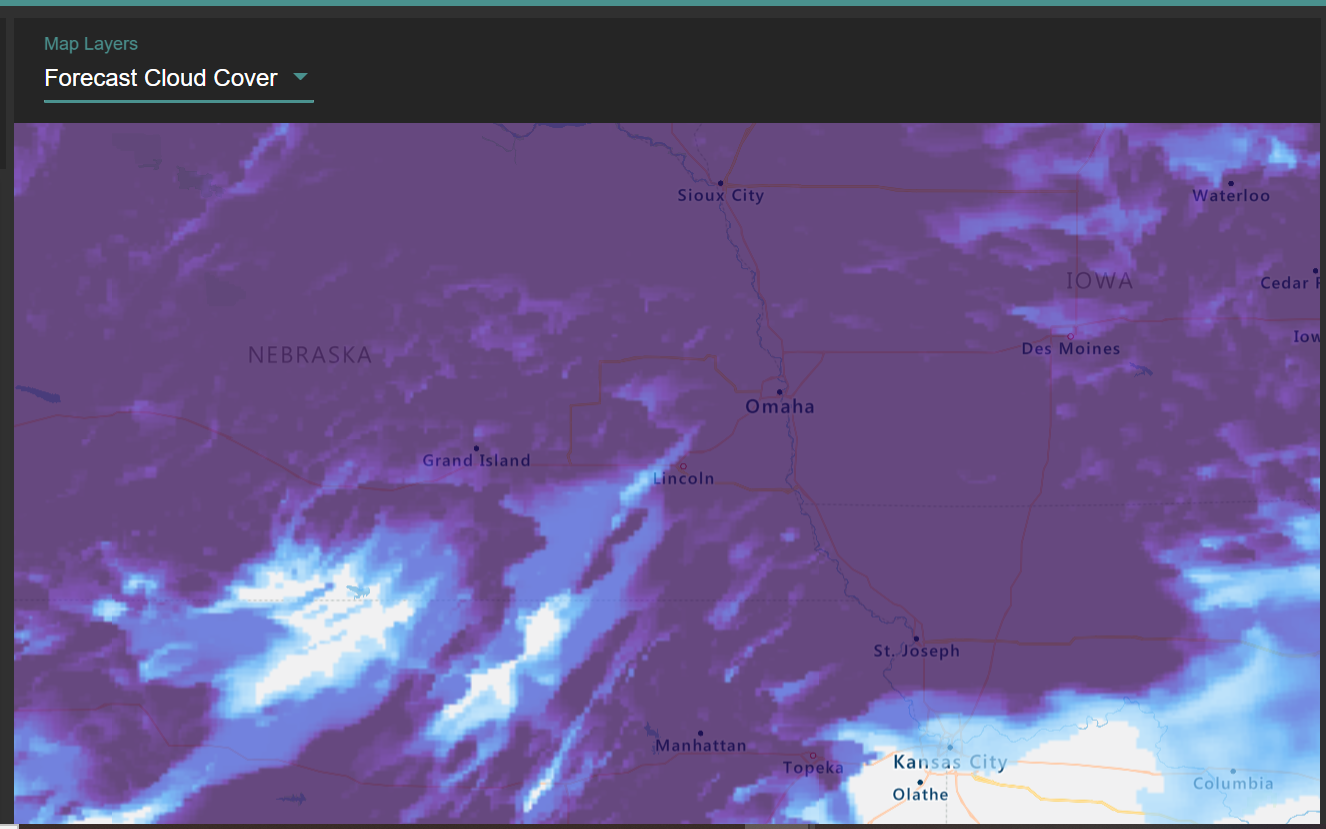 Map Layers
Forecast Cloud Cover
Sioux City
Waterloo
IOWA
Cedar
NEBRASKA
Des Moines
Omaha
Grand Island
Lincoln
St. Joseph
Manhattan
Topeka
Kansas City
Columbia
Olathe